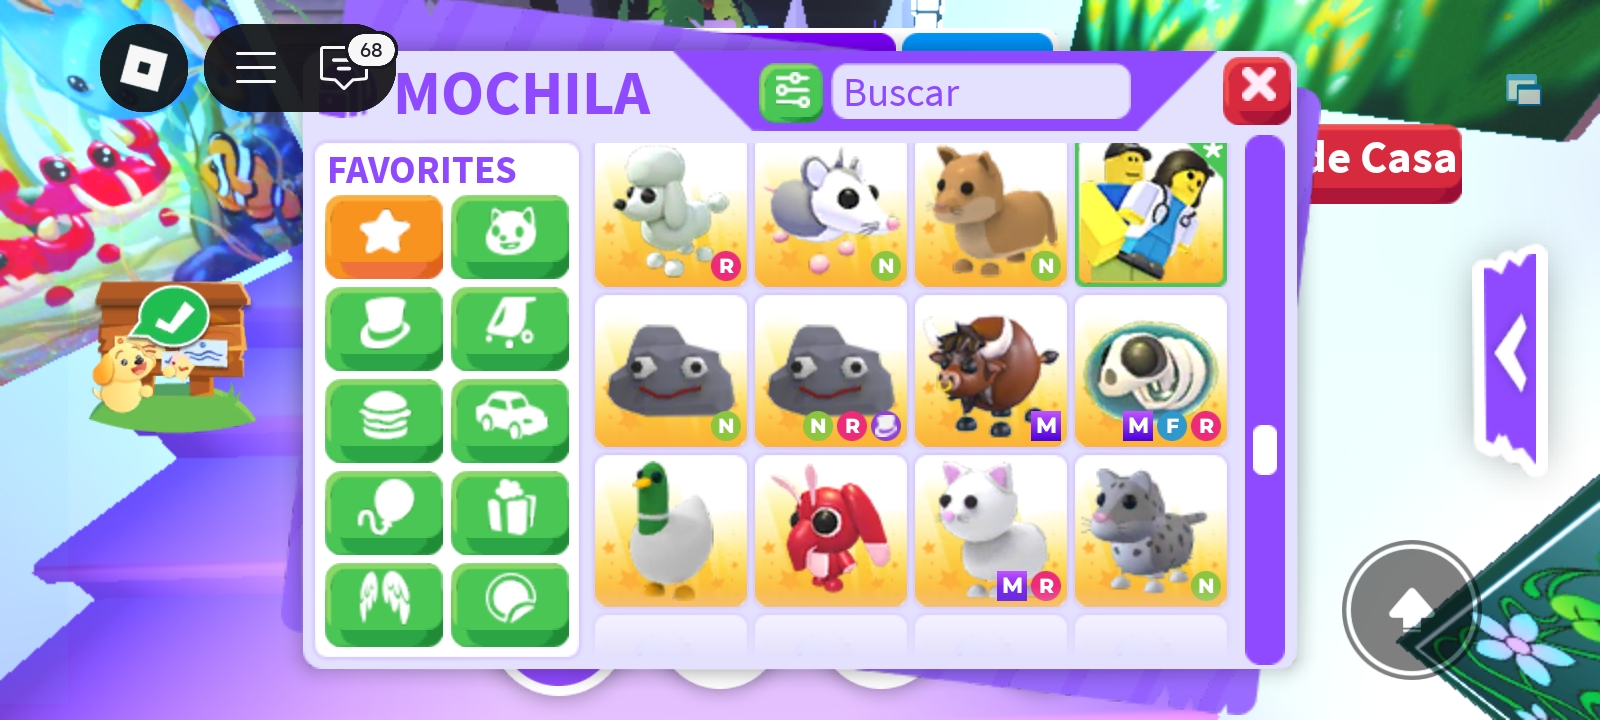 68
MOCHILA
Buscar
de Casa
FAVORITES
R
N
N
N
N R
M
M F R
M R
N